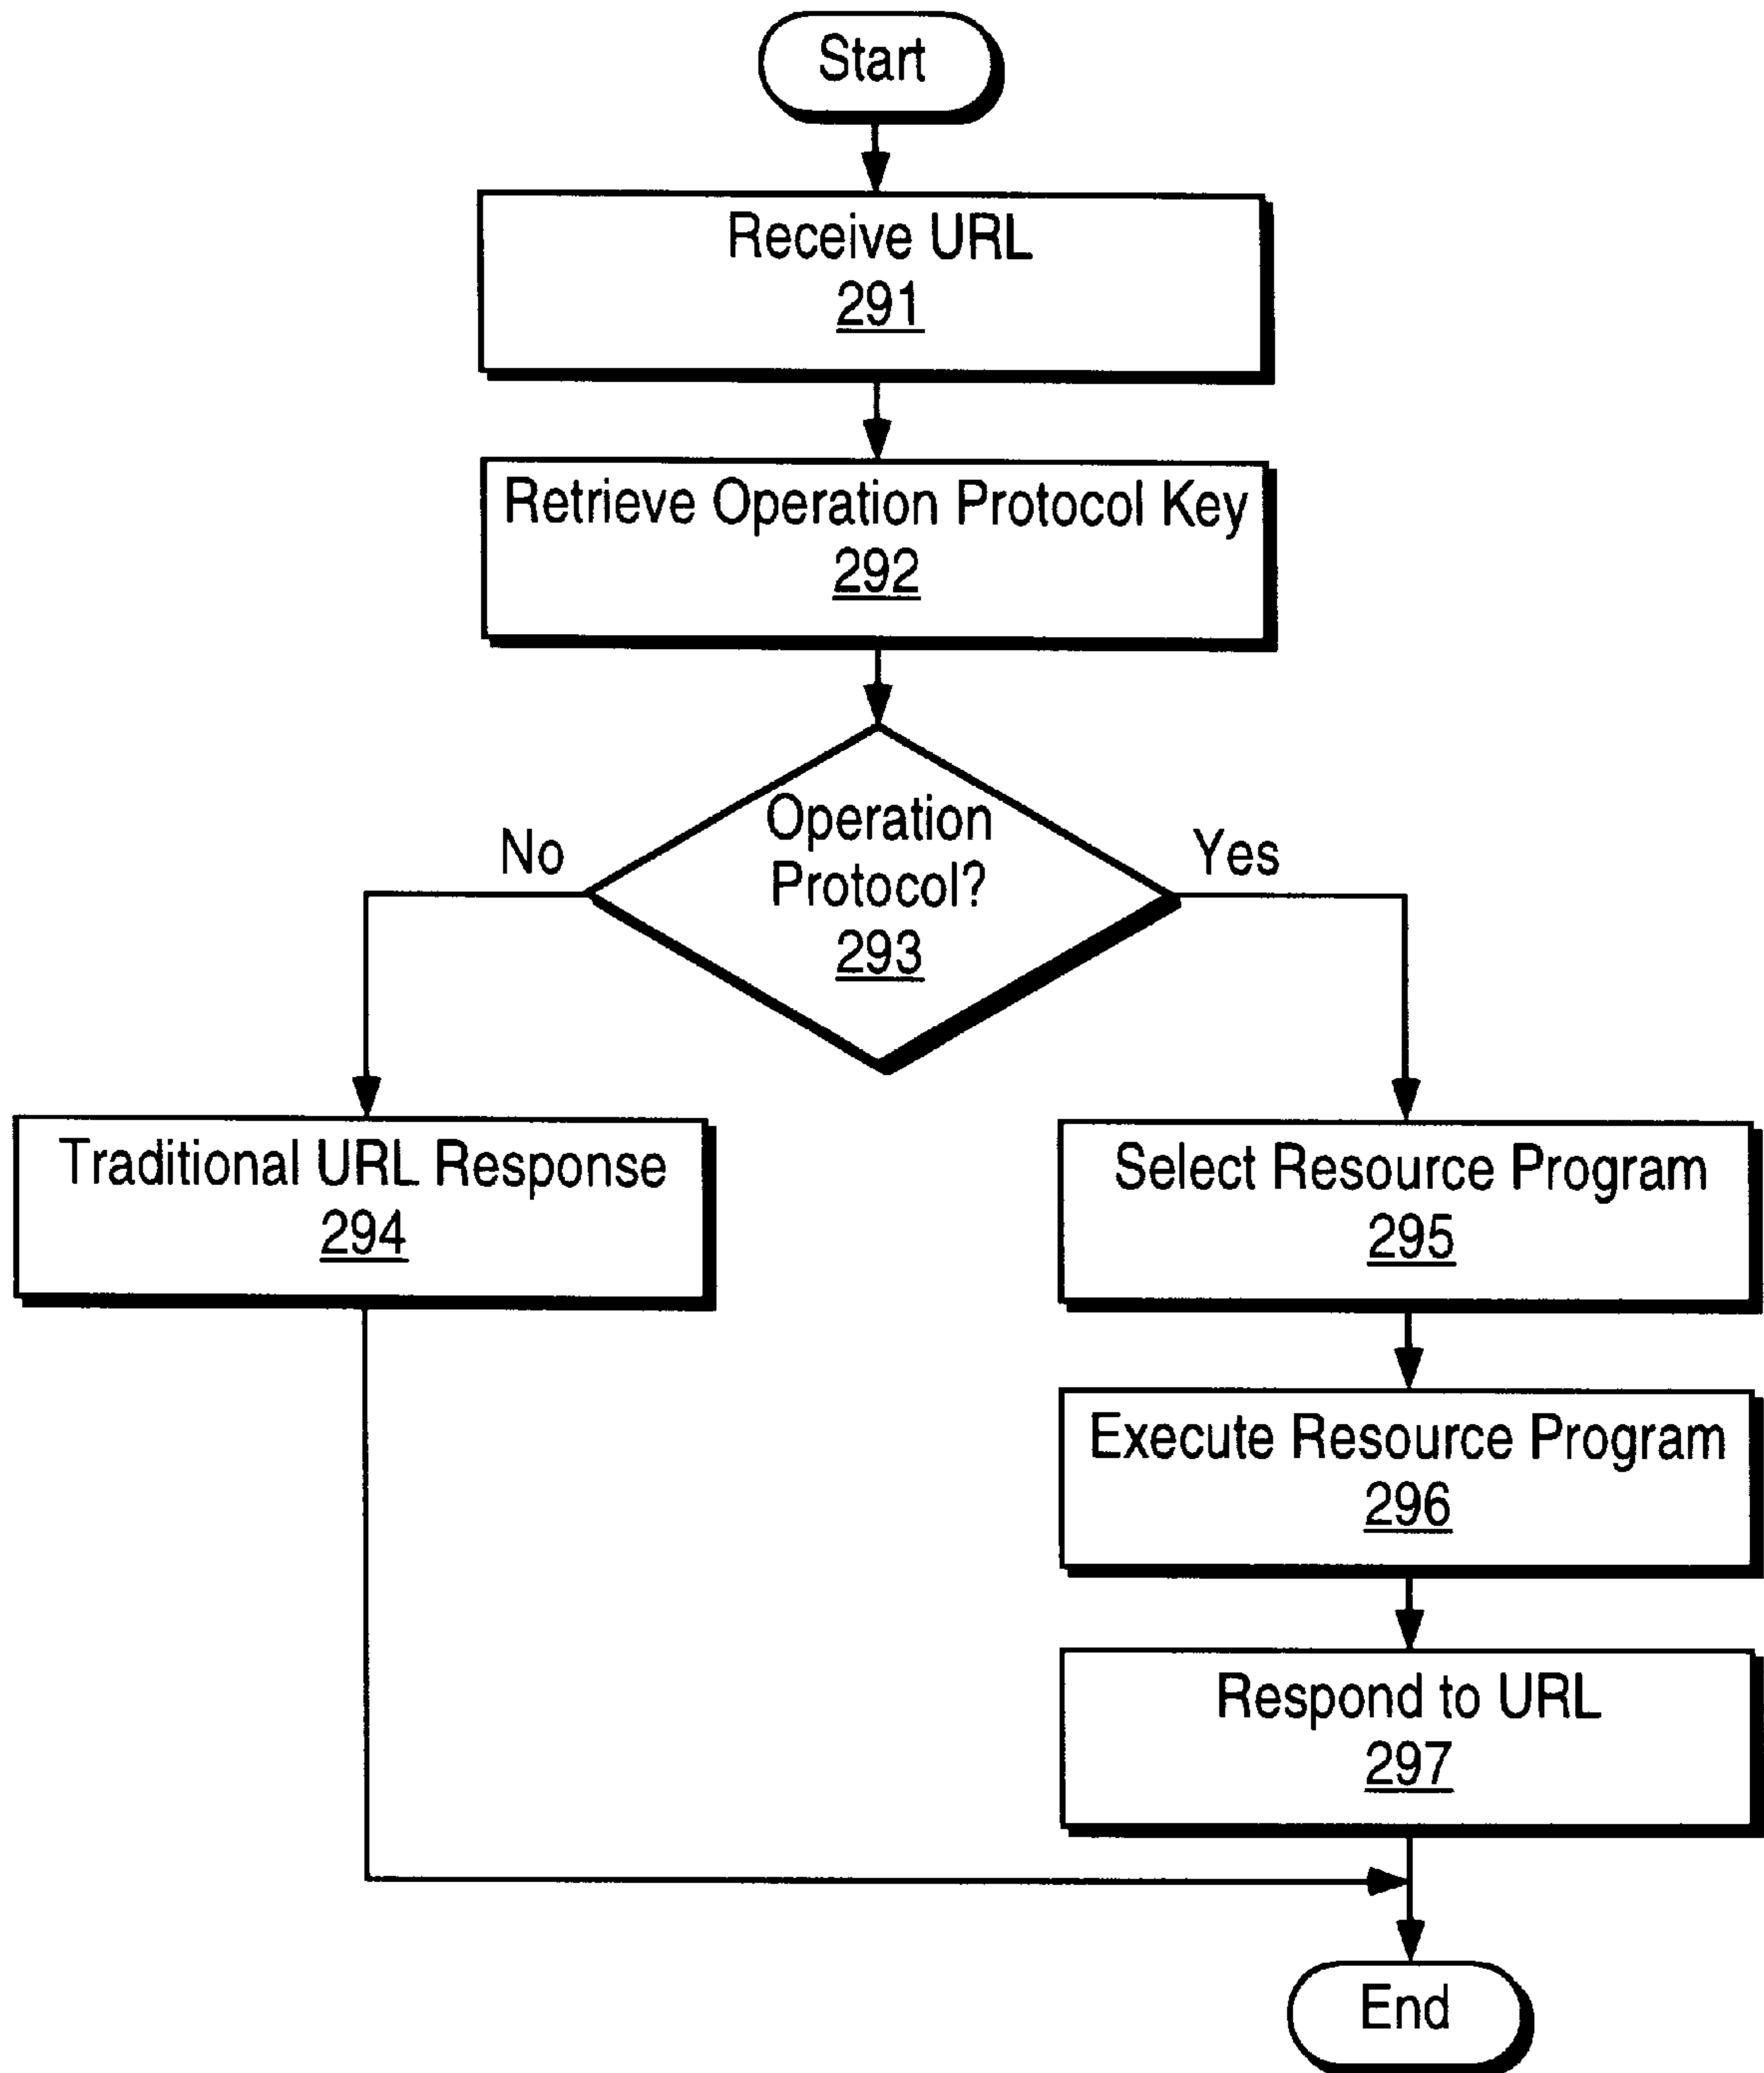 Start
Receive URL
291
Retrieve Operation Protocol Key
292
Operation
Protocol?
293
No
Yes
Traditional URL Response
294
Select Resource Program
295
Execute Resource Program
296
Respond to URL
297
End